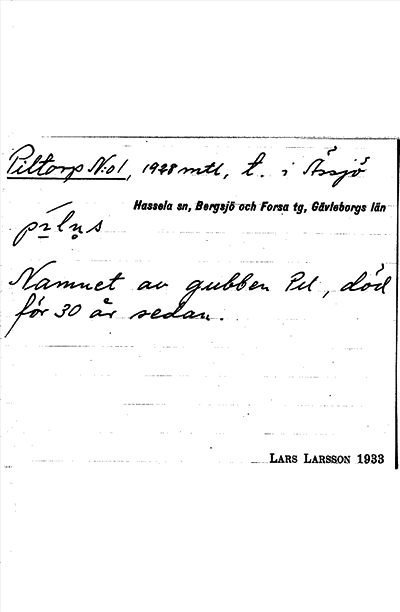 Piltorp N:o1, 1928 mtl, t. i Åssjö
Hassela sn, Bergsjö och Forsa tg, Gävleborgs län
Namnet av gubben Pil, död
för 30 år sedan.
LARS LARSSON 1933